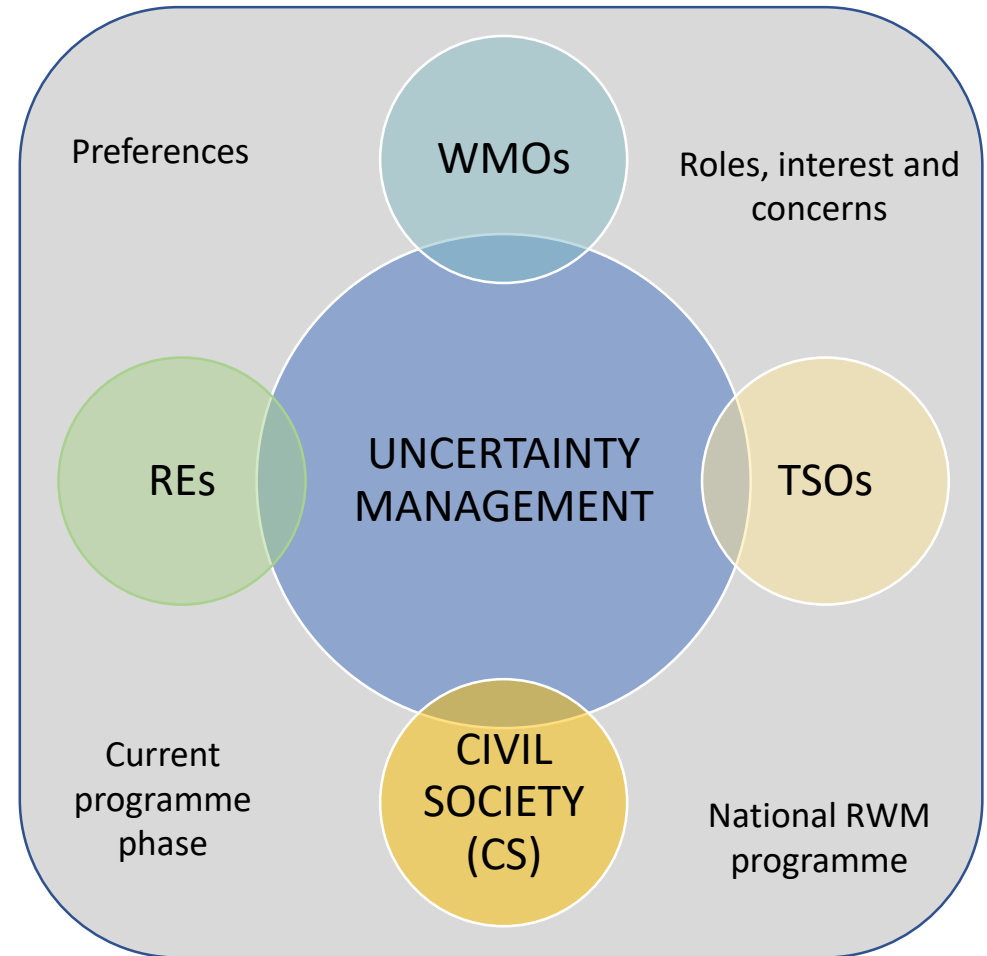 Preferences
WMOs
Roles, interest and
concerns
REs
UNCERTAINTY
MANAGEMENT
TSOs
Current
programme
phase
CIVIL
SOCIETY
(CS)
National RWM
programme